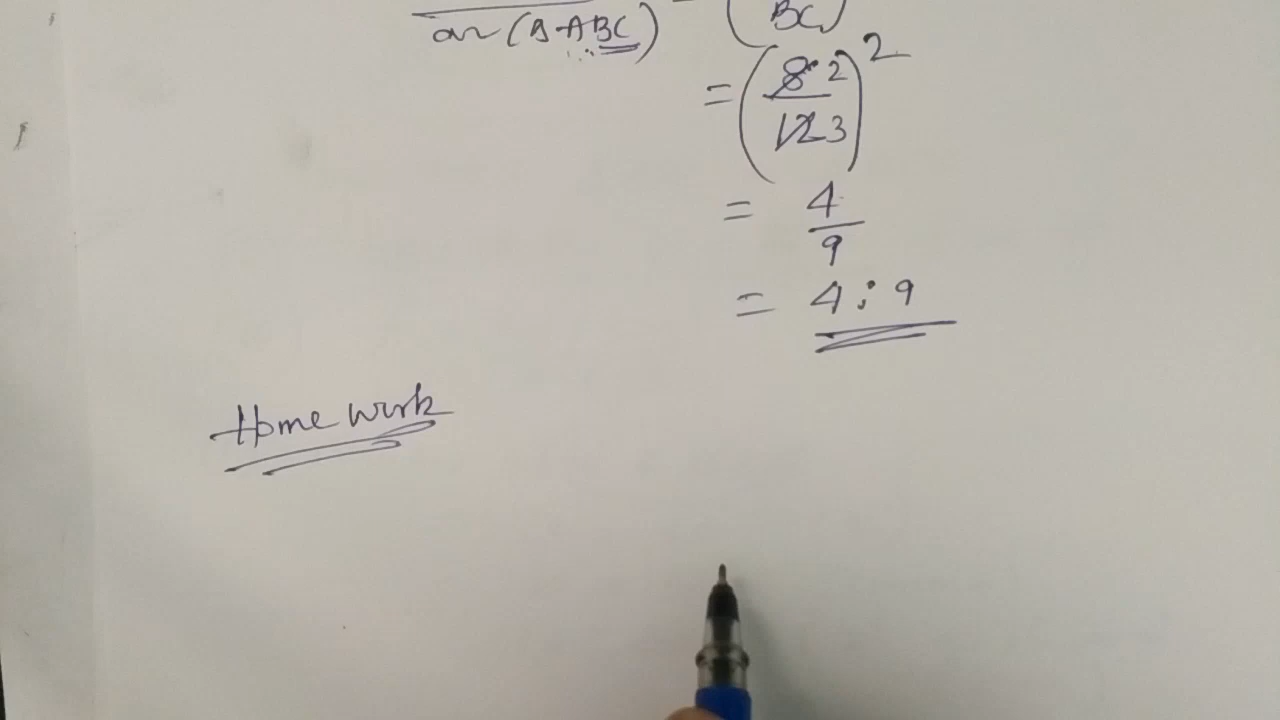 ar(ΔABC) = (BC)
= (8 2 / 12 3)²
= 4/9
= 4:9
Home work